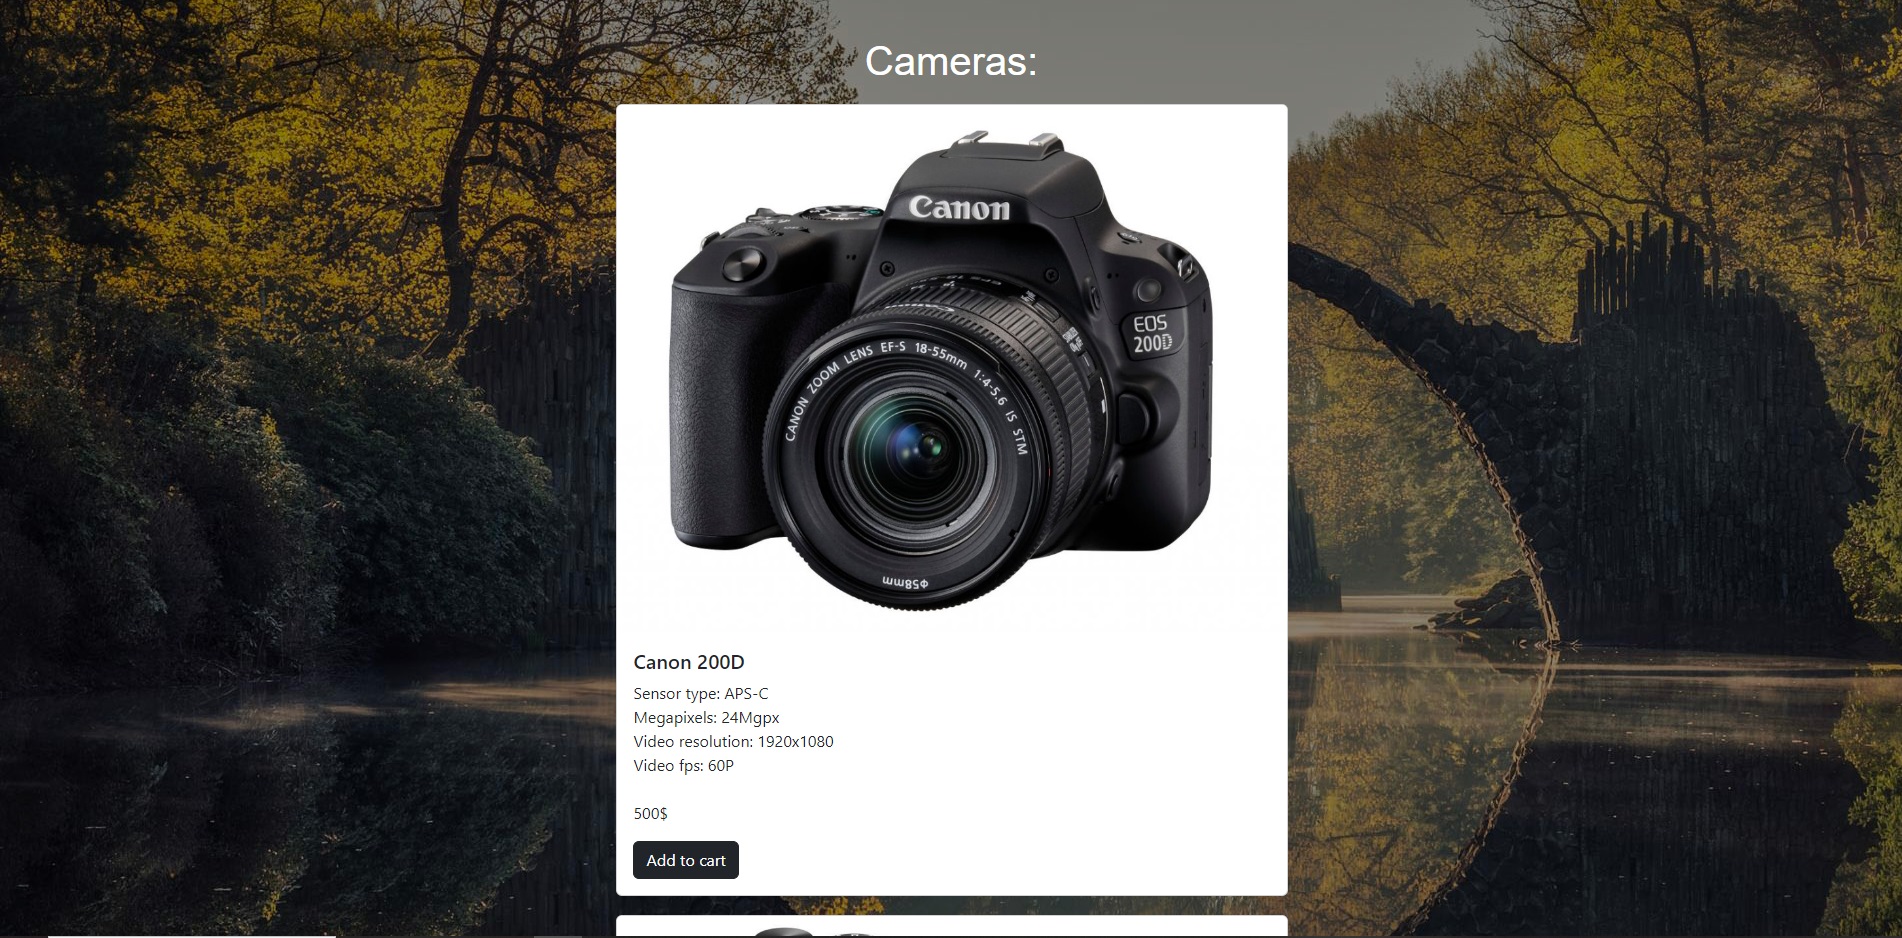 Cameras:
Canon
EOS
200D
CANON ZOOM LENS EF-S 18-55mm 1:4-5.6 IS STM
φ58mm
Canon 200D
Sensor type: APS-C
Megapixels: 24Mgpx
Video resolution: 1920x1080
Video fps: 60P
500$
Add to cart